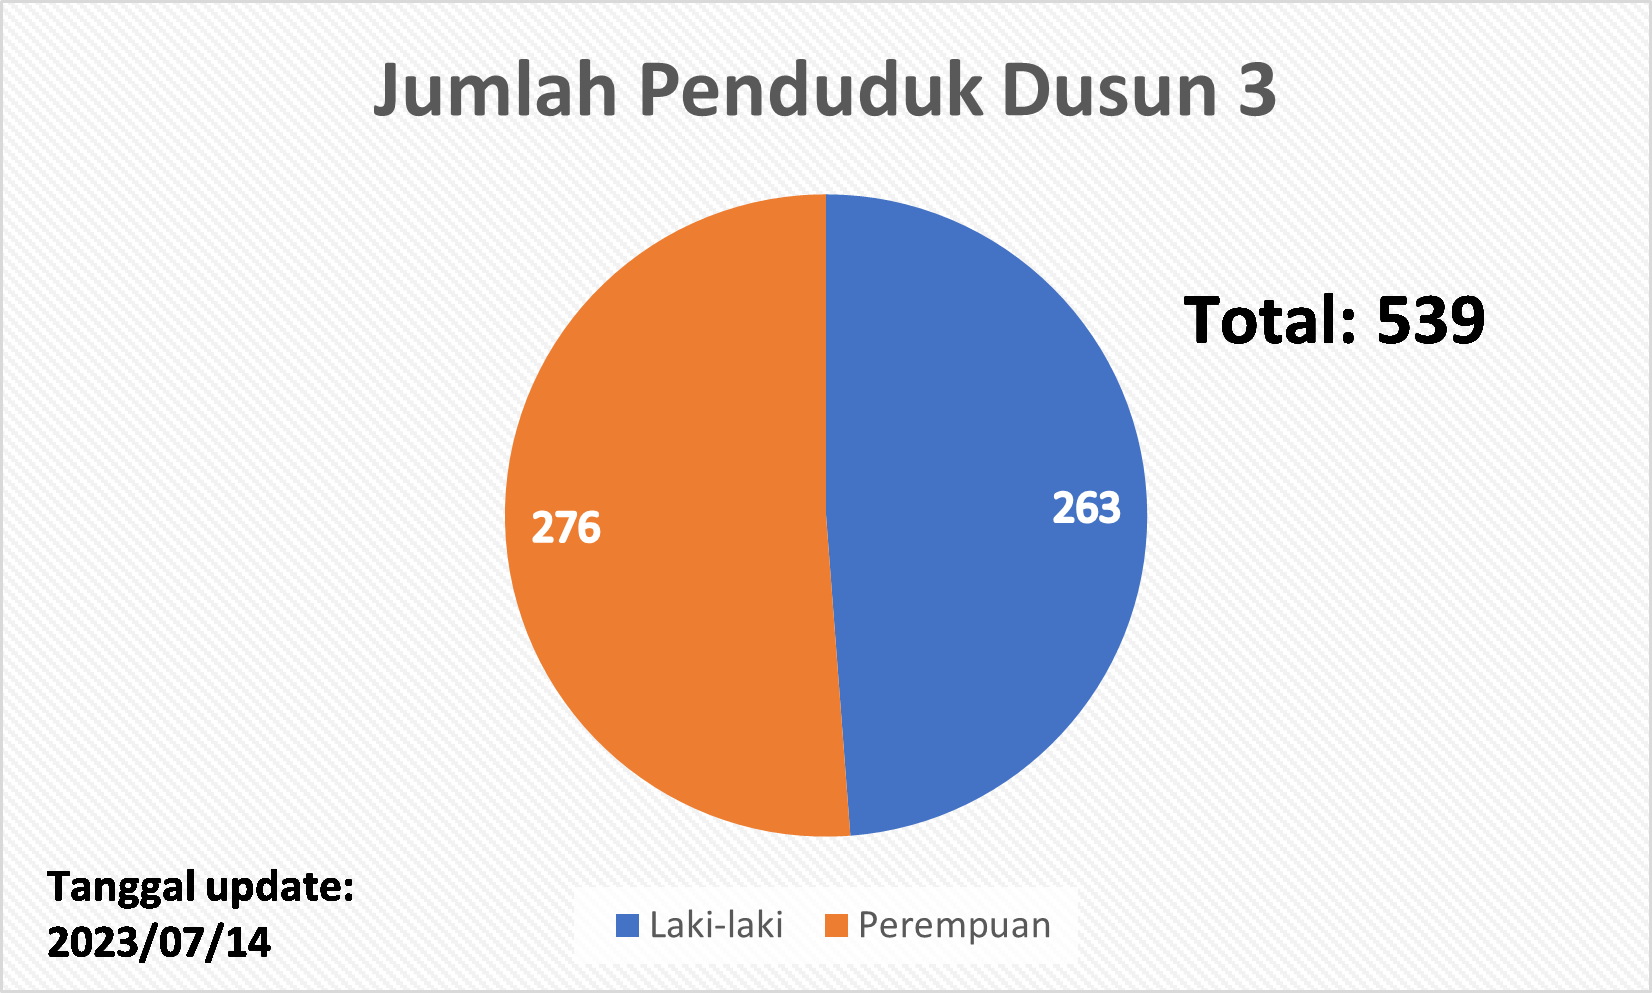 Jumlah Penduduk Dusun 3
Total: 539
263
276
Tanggal update:
2023/07/14
Laki-laki
Perempuan